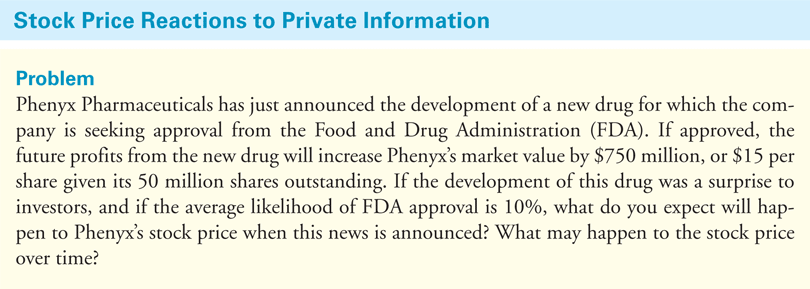 Stock Price Reactions to Private Information
Problem
Phenyx Pharmaceuticals has just announced the development of a new drug for which the com-
pany is seeking approval from the Food and Drug Administration (FDA). If approved, the
future profits from the new drug will increase Phenyx's market value by $750 million, or $15 per
share given its 50 million shares outstanding. If the development of this drug was a surprise to
investors, and if the average likelihood of FDA approval is 10%, what do you expect will hap-
pen to Phenyx's stock price when this news is announced? What may happen to the stock price
over time?